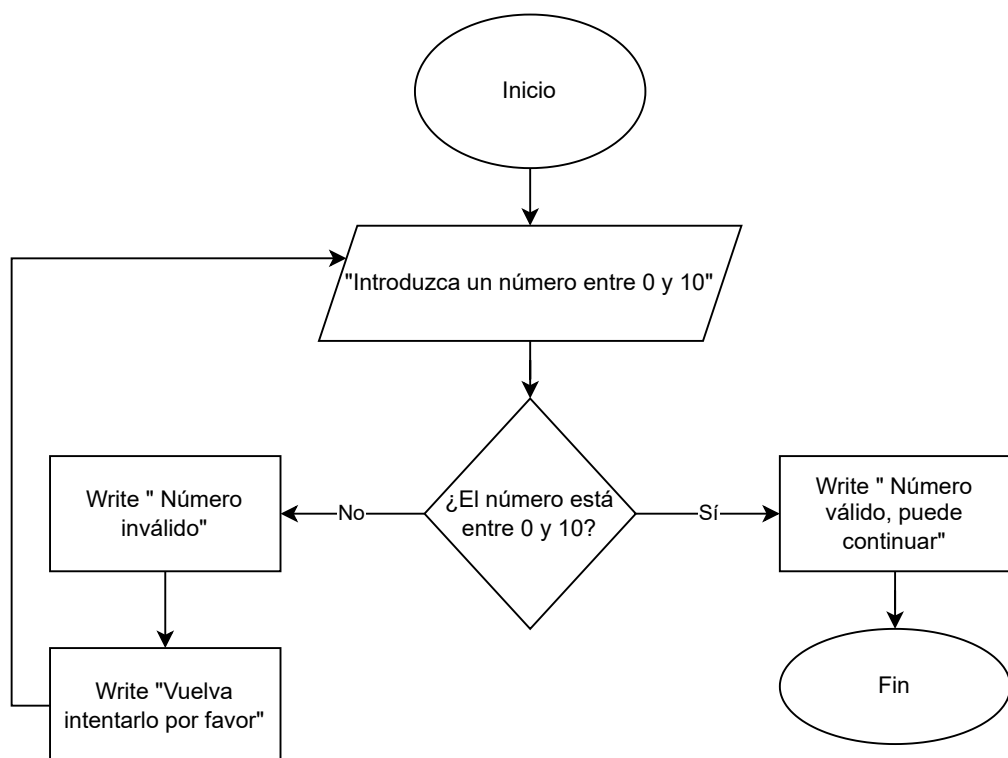 Inicio
"Introduzca un número entre 0 y 10"
¿El número está
entre 0 y 10?
No
Sí
Write " Número
inválido"
Write " Número
válido, puede
continuar"
Write "Vuelva
intentarlo por favor"
Fin